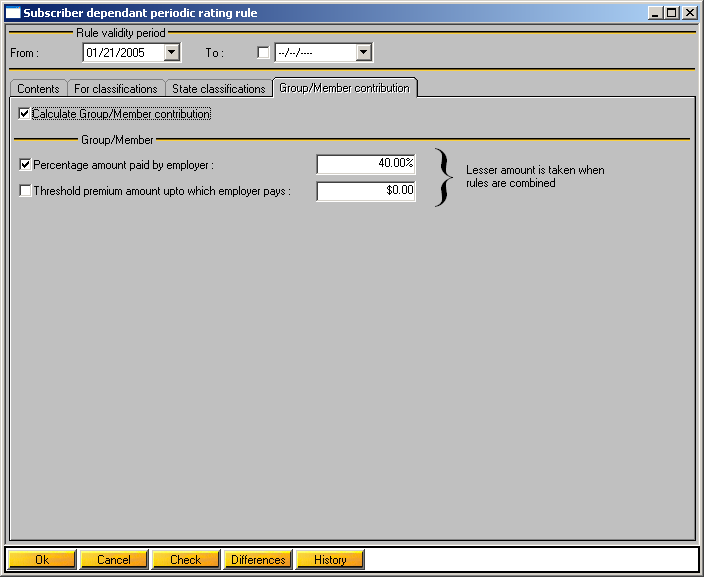 Subscriber dependant periodic rating rule
Rule validity period
From : 01/21/2005 To : --/--/----
Contents For classifications State classifications Group/Member contribution
Calculate Group/Member contribution
Group/Member
Percentage amount paid by employer : 40.00%
Threshold premium amount upto which employer pays : $0.00
Lesser amount is taken when
rules are combined
Ok Cancel Check Differences History